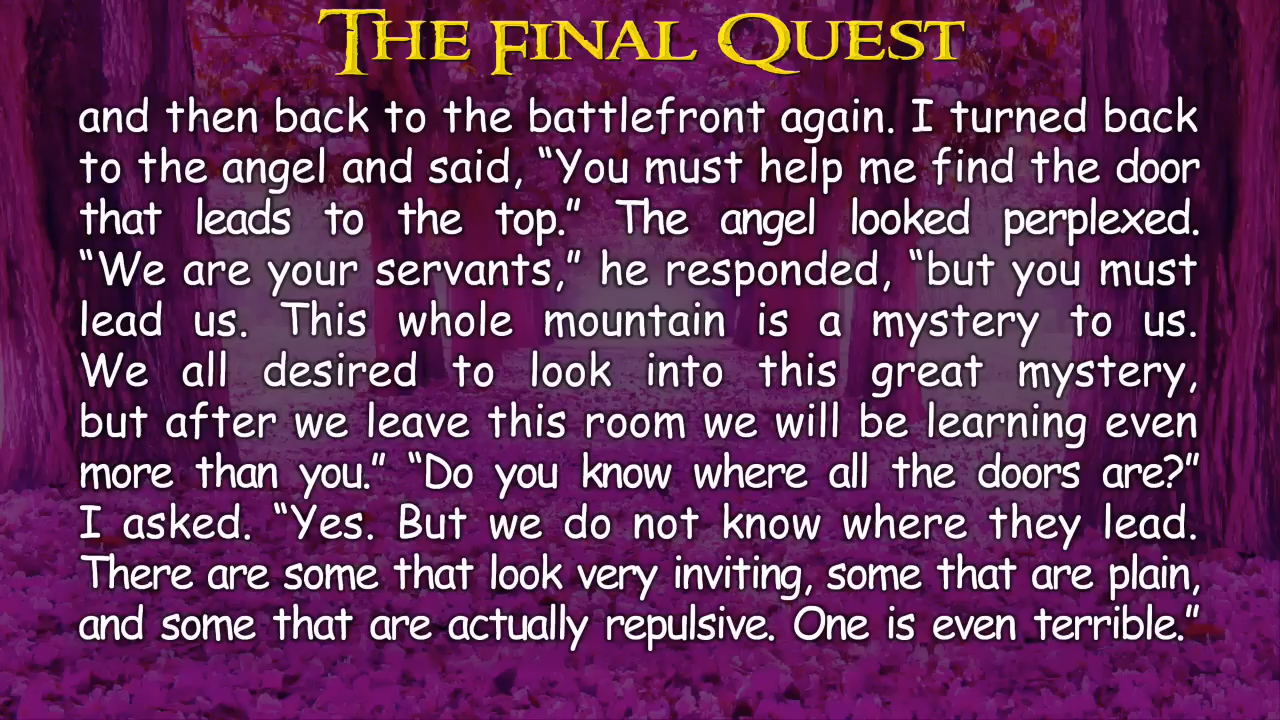 The Final Quest
and then back to the battlefront again. I turned back
to the angel and said, “You must help me find the door
that leads to the top.” The angel looked perplexed.
“We are your servants,” he responded, “but you must
lead us. This whole mountain is a mystery to us.
We all desired to look into this great mystery,
but after we leave this room we will be learning even
more than you.” “Do you know where all the doors are?”
I asked. “Yes. But we do not know where they lead.
There are some that look very inviting, some that are plain,
and some that are actually repulsive. One is even terrible.”